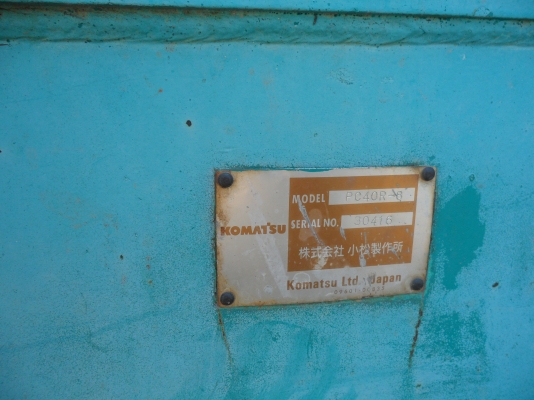 MODEL PC40R-8
KOMATSU
SERIAL NO. 30416
株式会社 小松製作所
Komatsu Ltd. Japan